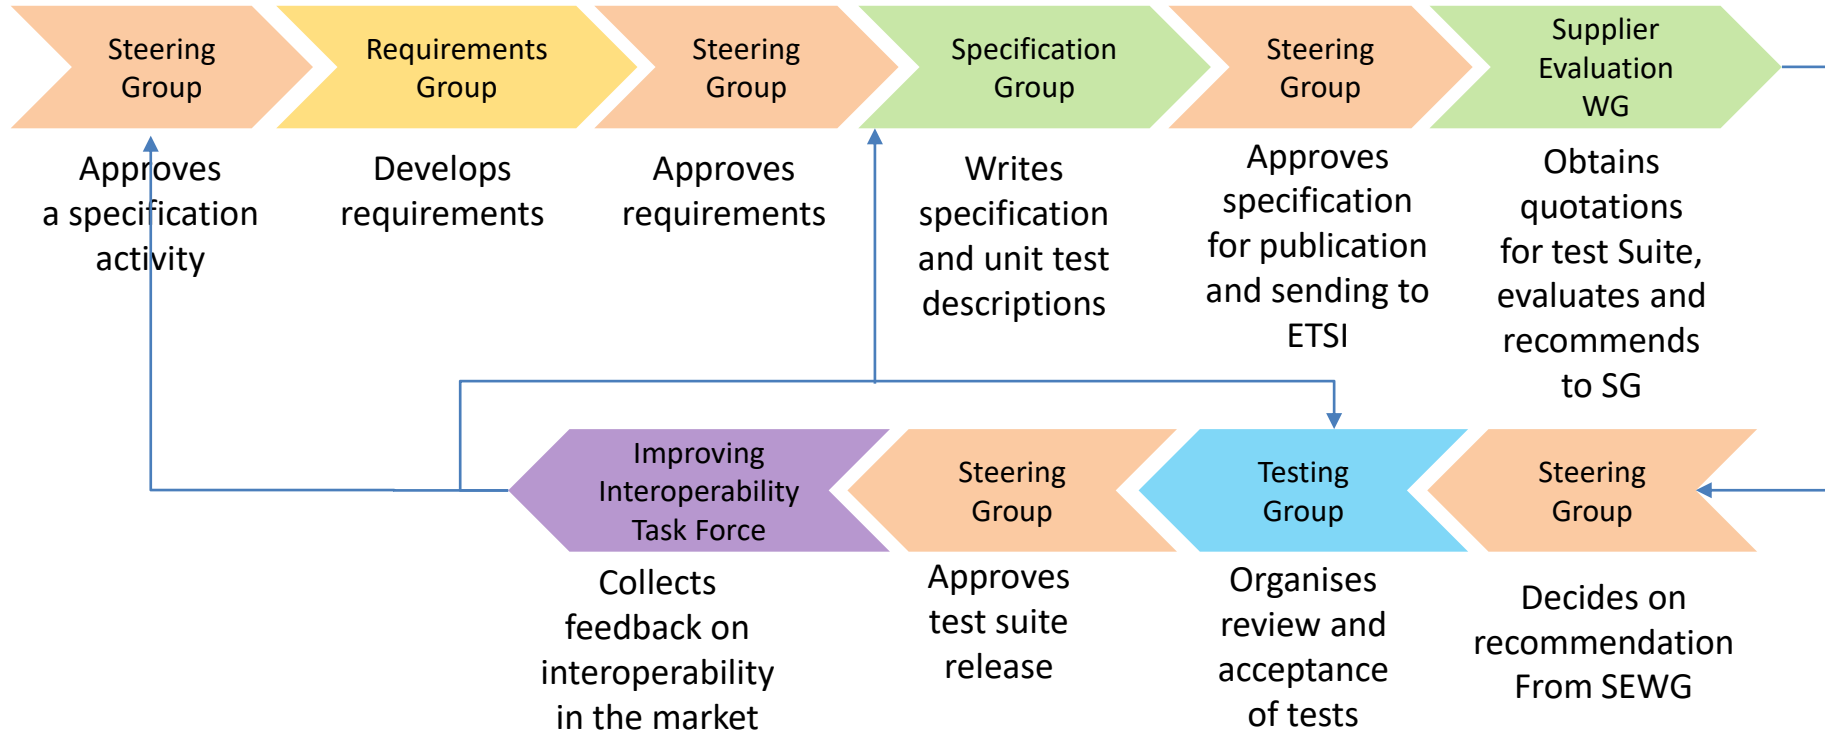 Steering
Group
Requirements
Group
Steering
Group
Specification
Group
Steering
Group
Supplier
Evaluation
WG
Approves
a specification
activity
Develops
requirements
Approves
requirements
Writes
specification
and unit test
descriptions
Approves
specification
for publication
and sending to
ETSI
Obtains
quotations
for test Suite,
evaluates and
recommends
to SG
Improving
Interoperability
Task Force
Steering
Group
Testing
Group
Steering
Group
Collects
feedback on
interoperability
in the market
Approves
test suite
release
Organises
review and
acceptance
of tests
Decides on
recommendation
From SEWG